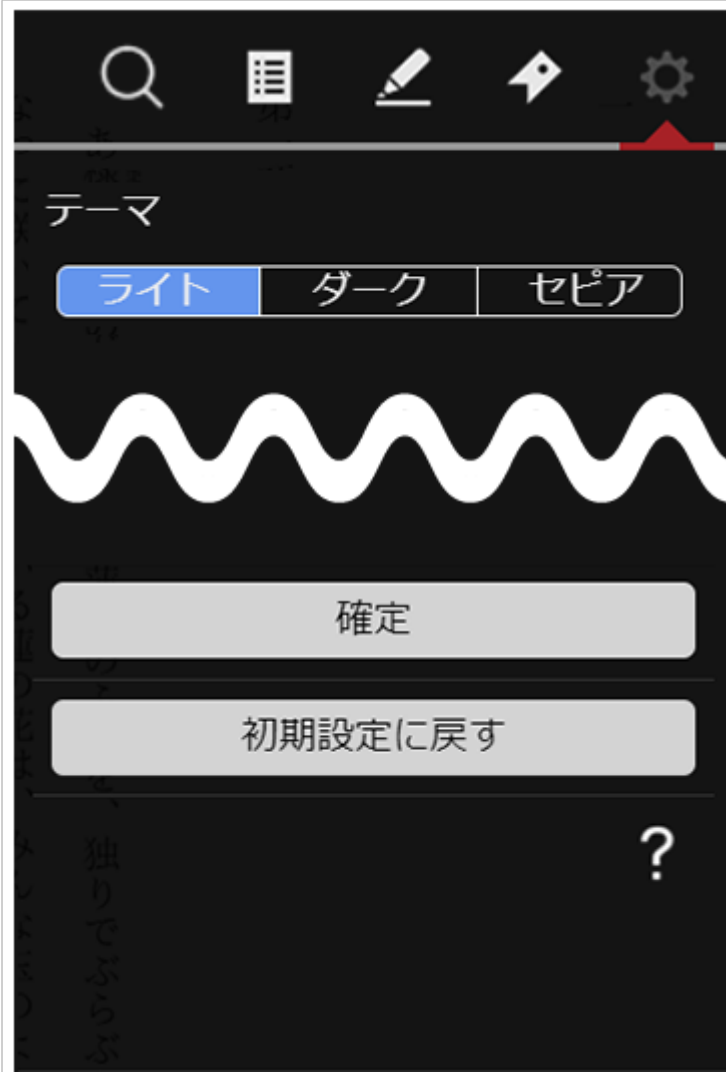 テーマ
ライト ダーク セピア
確定
初期設定に戻す
?
独りでぶらぶ